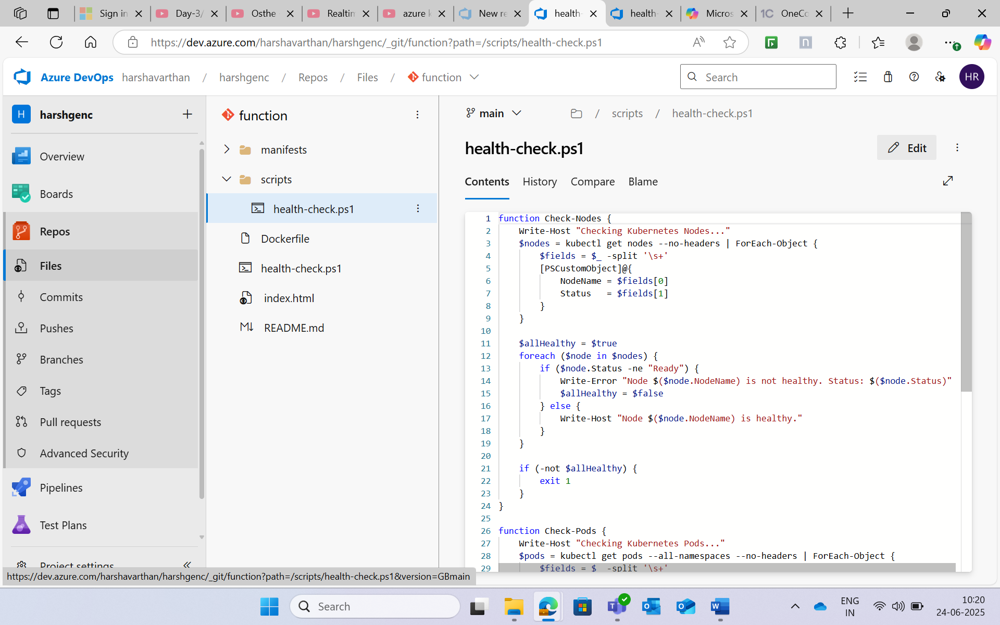 Sign in
Day-3/
Osthe
Realtim
azure k
New re
health-
health-
Micros
1C OneCo
https://dev.azure.com/harshavarthan/harshgenc/_git/function?path=/scripts/health-check.ps1
Azure DevOps harshavarthan / harshgenc / Repos / Files / function
Search
HR
H harshgenc
Overview
Boards
Repos
Files
Commits
Pushes
Branches
Tags
Pull requests
Advanced Security
Pipelines
Test Plans
Project settings
function
manifests
scripts
health-check.ps1
Dockerfile
health-check.ps1
index.html
M↓ README.md
main
/ scripts / health-check.ps1
health-check.ps1
Edit
Contents History Compare Blame
1 function Check-Nodes {
2 Write-Host "Checking Kubernetes Nodes..."
3 $nodes = kubectl get nodes --no-headers | ForEach-Object {
4 $fields = $_ -split '\s+'
5 [PSCustomObject]@{
6 NodeName = $fields[0]
7 Status = $fields[1]
8 }
9 }
10
11 $allHealthy = $true
12 foreach ($node in $nodes) {
13 if ($node.Status -ne "Ready") {
14 Write-Error "Node $($node.NodeName) is not healthy. Status: $($node.Status)"
15 $allHealthy = $false
16 } else {
17 Write-Host "Node $($node.NodeName) is healthy."
18 }
19 }
20
21 if (-not $allHealthy) {
22 exit 1
23 }
24 }
25
26 function Check-Pods {
27 Write-Host "Checking Kubernetes Pods..."
28 $pods = kubectl get pods --all-namespaces --no-headers | ForEach-Object {
29 $fields = $_ -split '\s+'
https://dev.azure.com/harshavarthan/harshgenc/_git/function?path=/scripts/health-check.ps1&version=GBmain
Search
ENG
IN
10:20
24-06-2025